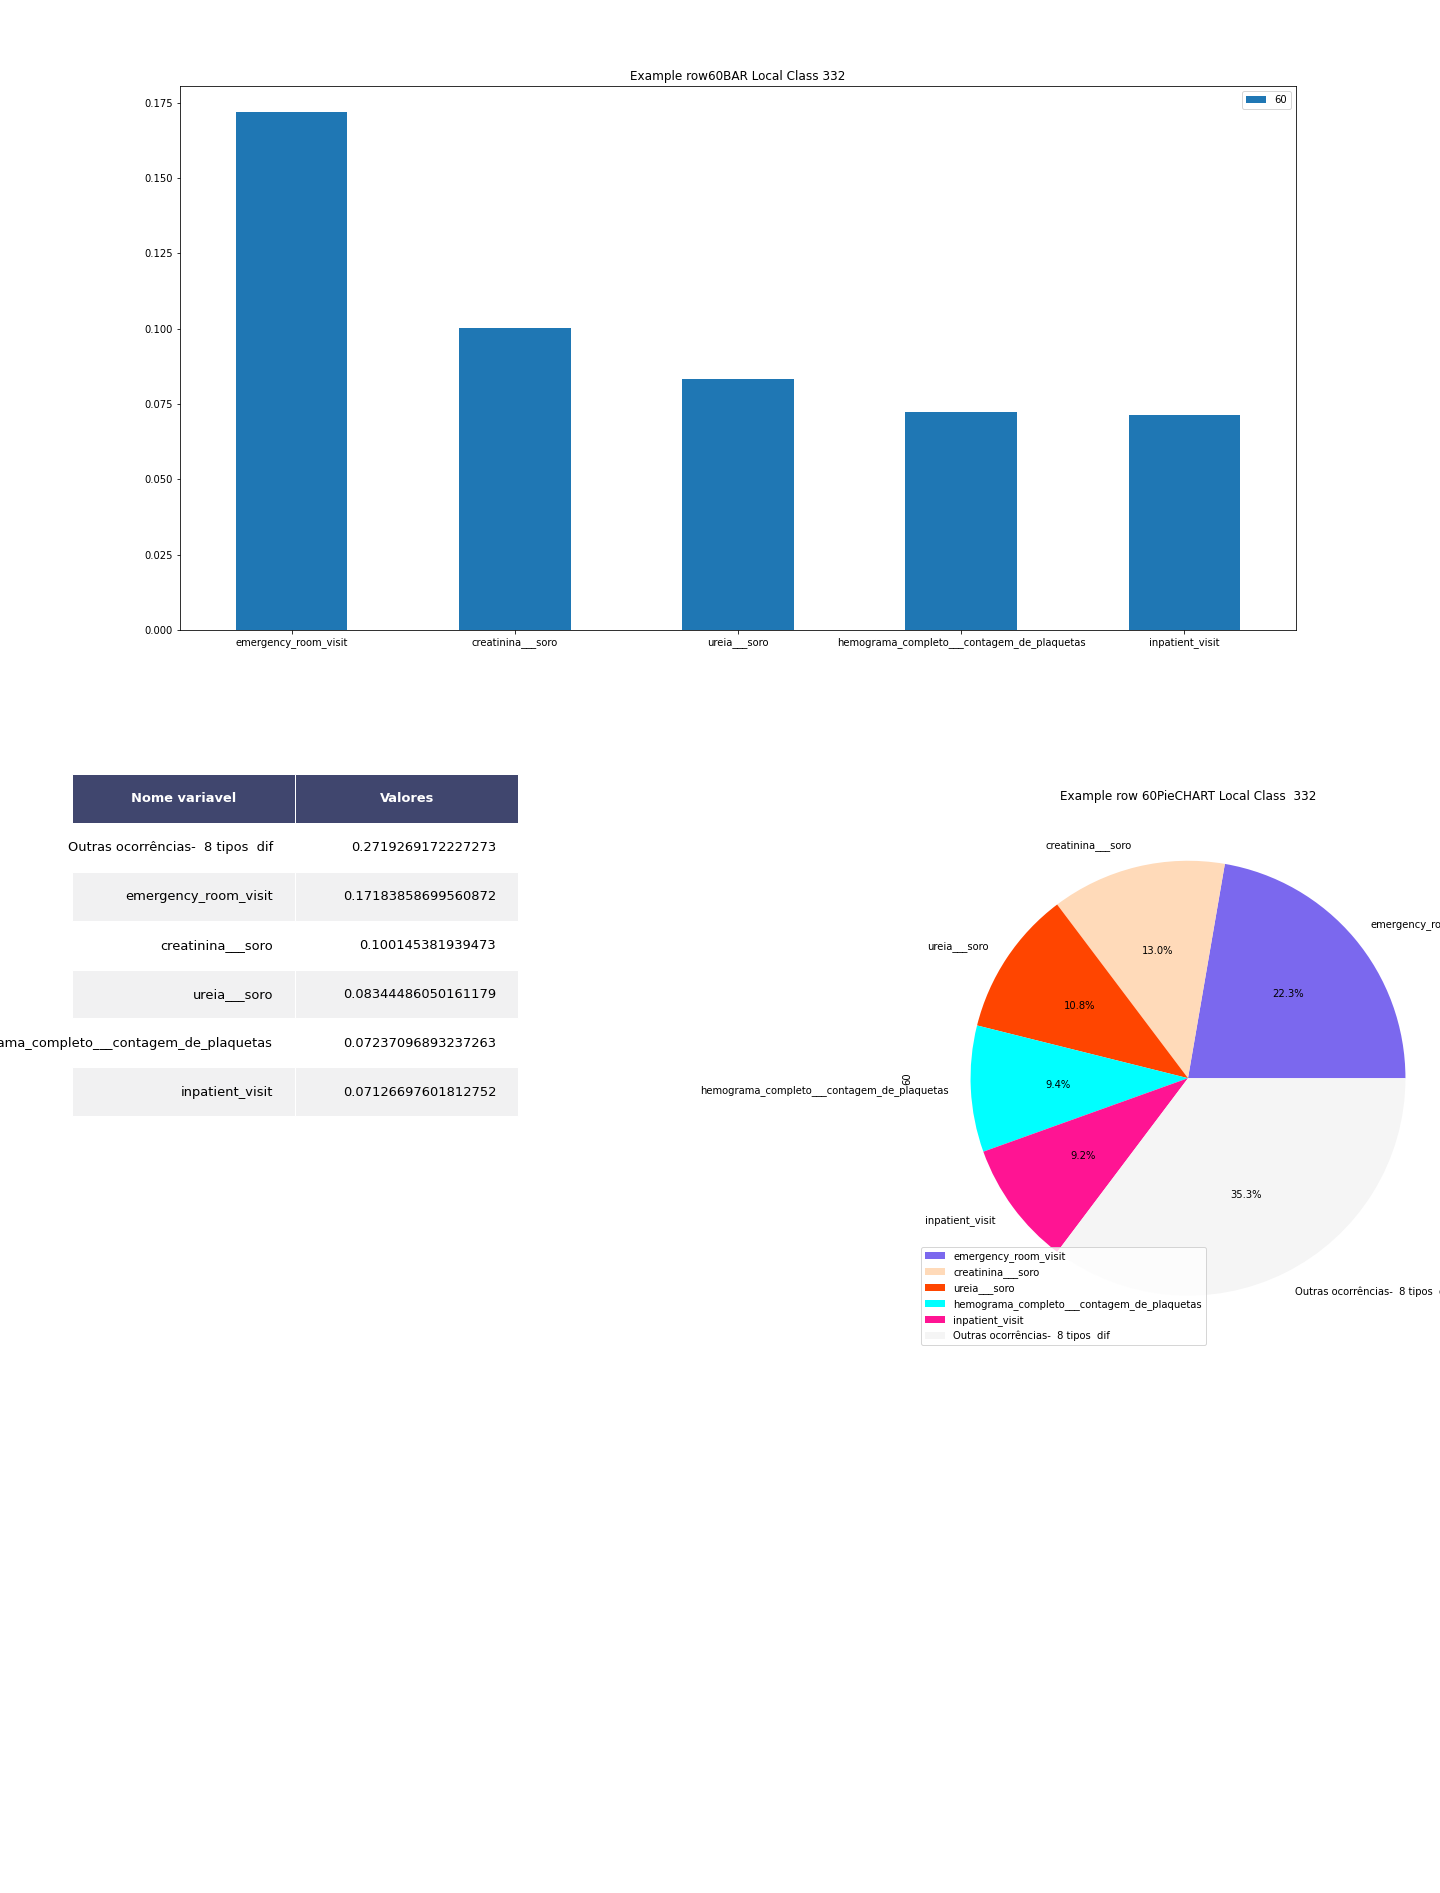 Example row60BAR Local Class 332
60
0.175
0.150
0.125
0.100
0.075
0.050
0.025
0.000
emergency_room_visit
creatinina___soro
ureia___soro
hemograma_completo___contagem_de_plaquetas
inpatient_visit
Nome variavel Valores
Outras ocorrências-  8 tipos  dif 0.2719269172227273
emergency_room_visit 0.17183858699560872
creatinina___soro 0.100145381939473
ureia___soro 0.08344486050161179
ama_completo___contagem_de_plaquetas 0.07237096893237263
inpatient_visit 0.07126697601812752
Example row 60PieCHART Local Class  332
creatinina___soro
emergency_ro
ureia___soro
13.0%
22.3%
10.8%
60
9.4%
hemograma_completo___contagem_de_plaquetas
9.2%
35.3%
inpatient_visit
Outras ocorrências-  8 tipos
emergency_room_visit
creatinina___soro
ureia___soro
hemograma_completo___contagem_de_plaquetas
inpatient_visit
Outras ocorrências-  8 tipos  dif